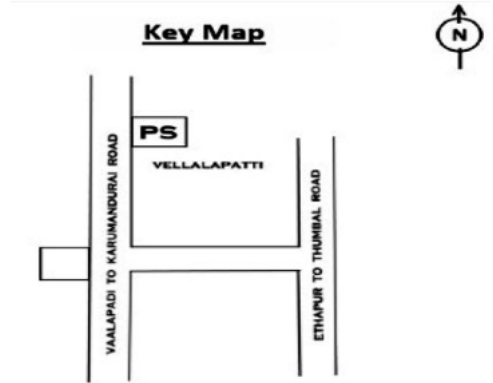 Key Map
N
PS
VELLALAPATTI
VAALAPADI TO KARUMANDURAI ROAD
ETHAPUR TO THUMBAL ROAD